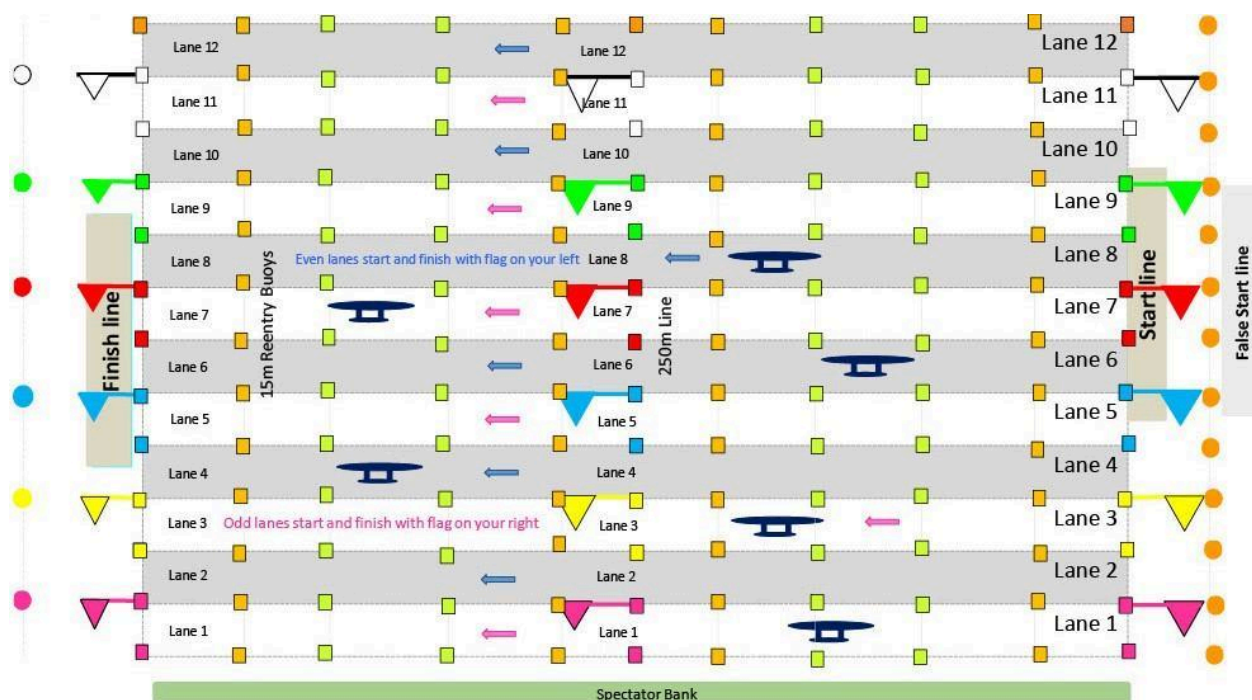 Lane 12
Lane 12
Lane 12
Lane 11
Lane 11
Lane 11
Lane 10
Lane 10
Lane 10
Lane 9
Lane 9
Lane 9
Lane 8
Even lanes start and finish with flag on your left
Lane 8
Lane 8
Lane 7
Lane 7
Lane 7
Lane 6
Lane 6
Lane 6
Lane 5
Lane 5
Lane 5
Lane 4
Lane 4
Lane 4
Lane 3
Odd lanes start and finish with flag on your right
Lane 3
Lane 3
Lane 2
Lane 2
Lane 2
Lane 1
Lane 1
Lane 1
Finish line
15m Reentry Buoys
250m Line
Start line
False Start line
Spectator Bank